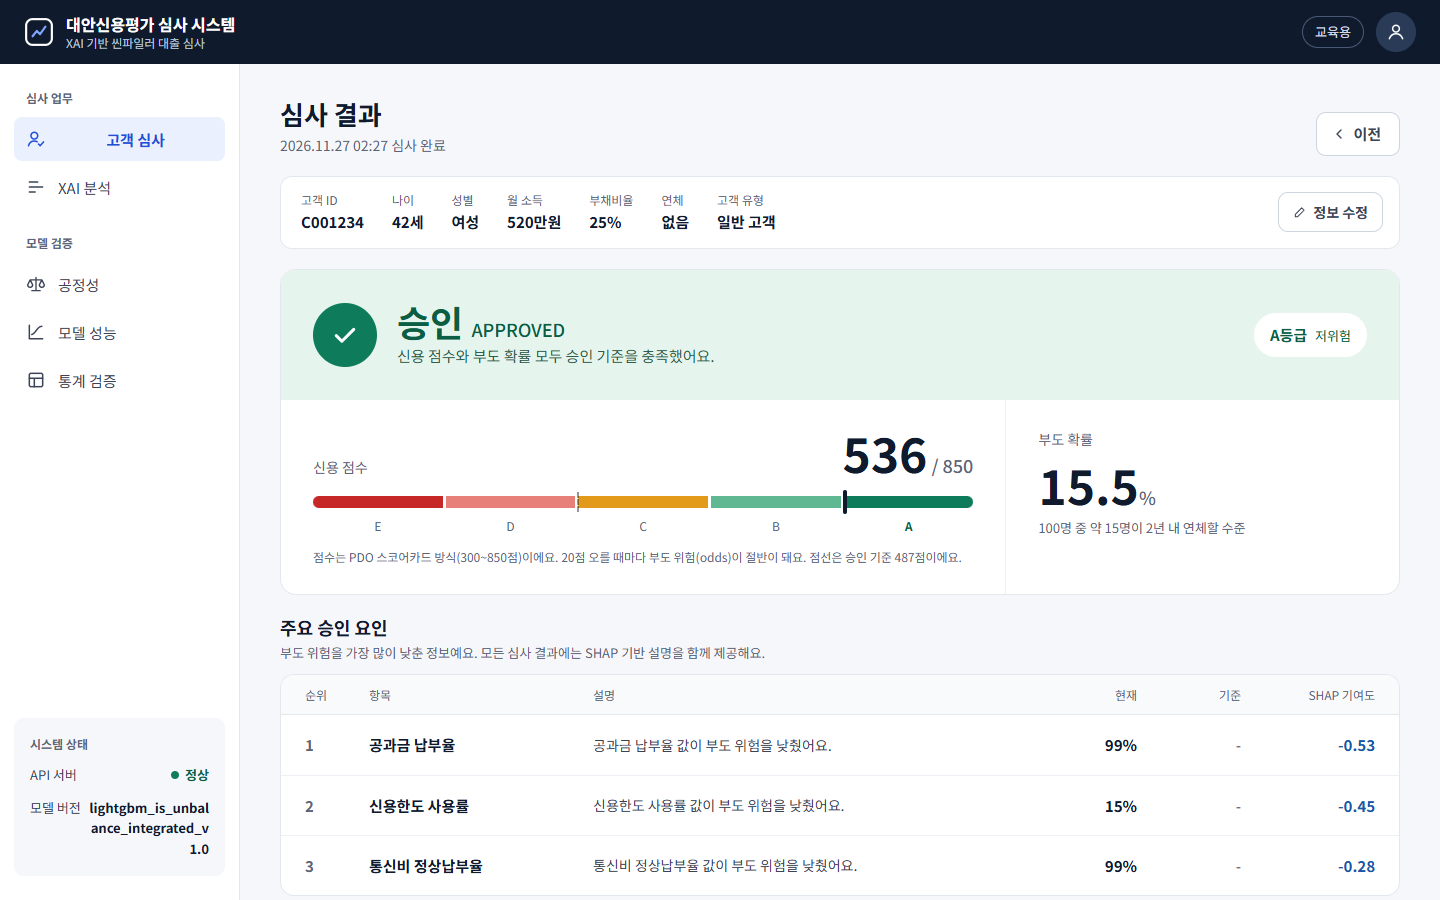 대안신용평가 심사 시스템
XAI 기반 씬파일러 대출 심사
교육용
심사 업무
고객 심사
XAI 분석
모델 검증
공정성
모델 성능
통계 검증
시스템 상태
API 서버 정상
모델 버전 lightgbm_is_unbal
ance_integrated_v
1.0
심사 결과
2026.11.27 02:27 심사 완료
이전
고객 ID 나이 성별 월 소득 부채비율 연체 고객 유형
C001234 42세 여성 520만원 25% 없음 일반 고객
정보 수정
승인 APPROVED
신용 점수와 부도 확률 모두 승인 기준을 충족했어요.
A등급 저위험
신용 점수 536 / 850
E D C B A
점수는 PDO 스코어카드 방식(300~850점)이에요. 20점 오를 때마다 부도 위험(odds)이 절반이 돼요. 점선은 승인 기준 487점이에요.
부도 확률
15.5%
100명 중 약 15명이 2년 내 연체할 수준
주요 승인 요인
부도 위험을 가장 많이 낮춘 정보예요. 모든 심사 결과에는 SHAP 기반 설명을 함께 제공해요.
순위 항목 설명 현재 기준 SHAP 기여도
1 공과금 납부율 공과금 납부율 값이 부도 위험을 낮췄어요. 99% - -0.53
2 신용한도 사용률 신용한도 사용률 값이 부도 위험을 낮췄어요. 15% - -0.45
3 통신비 정상납부율 통신비 정상납부율 값이 부도 위험을 낮췄어요. 99% - -0.28